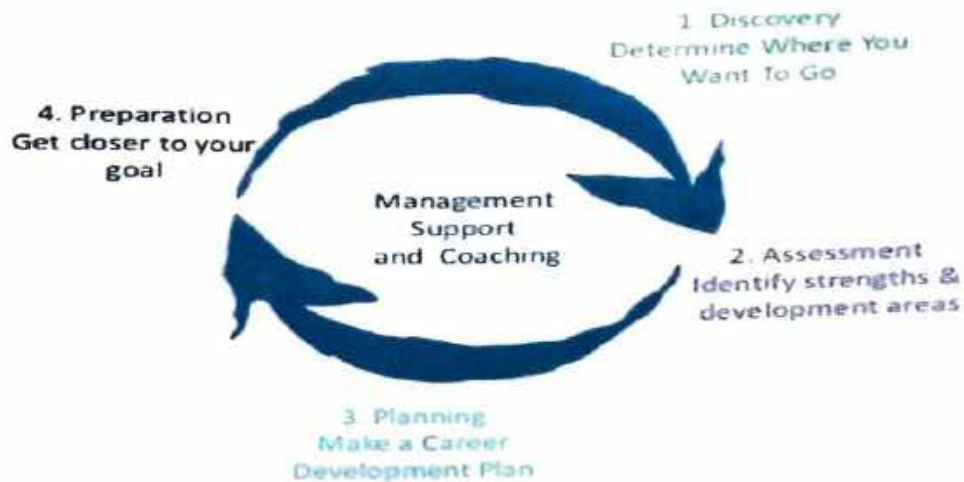 1 Discovery
Determine Where You
Want To Go
4. Preparation
Get closer to your
goal
Management
Support
and Coaching
2. Assessment
Identify strengths &
development areas
3 Planning
Make a Career
Development Plan